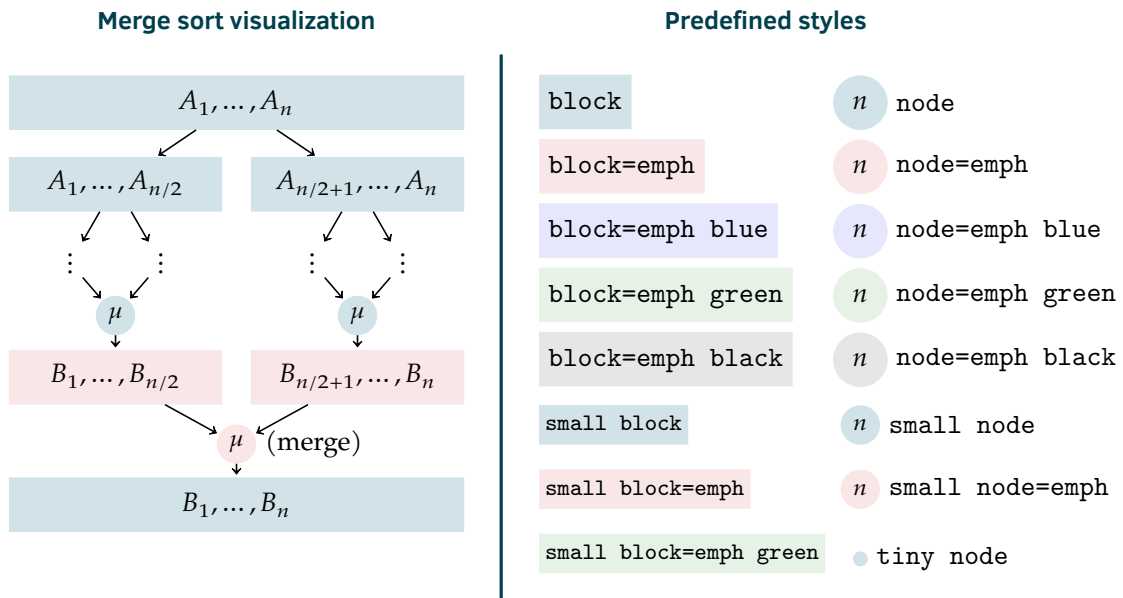 Merge sort visualization
A₁, … , Aₙ
A₁, … , Aₙ/₂
Aₙ/₂₊₁, … , Aₙ
⋮ ⋮ ⋮ ⋮
μ μ
B₁, … , Bₙ/₂
Bₙ/₂₊₁, … , Bₙ
μ (merge)
B₁, … , Bₙ
Predefined styles
block
n node
block=emph
n node=emph
block=emph blue
n node=emph blue
block=emph green
n node=emph green
block=emph black
n node=emph black
small block
n small node
small block=emph
n small node=emph
small block=emph green
tiny node